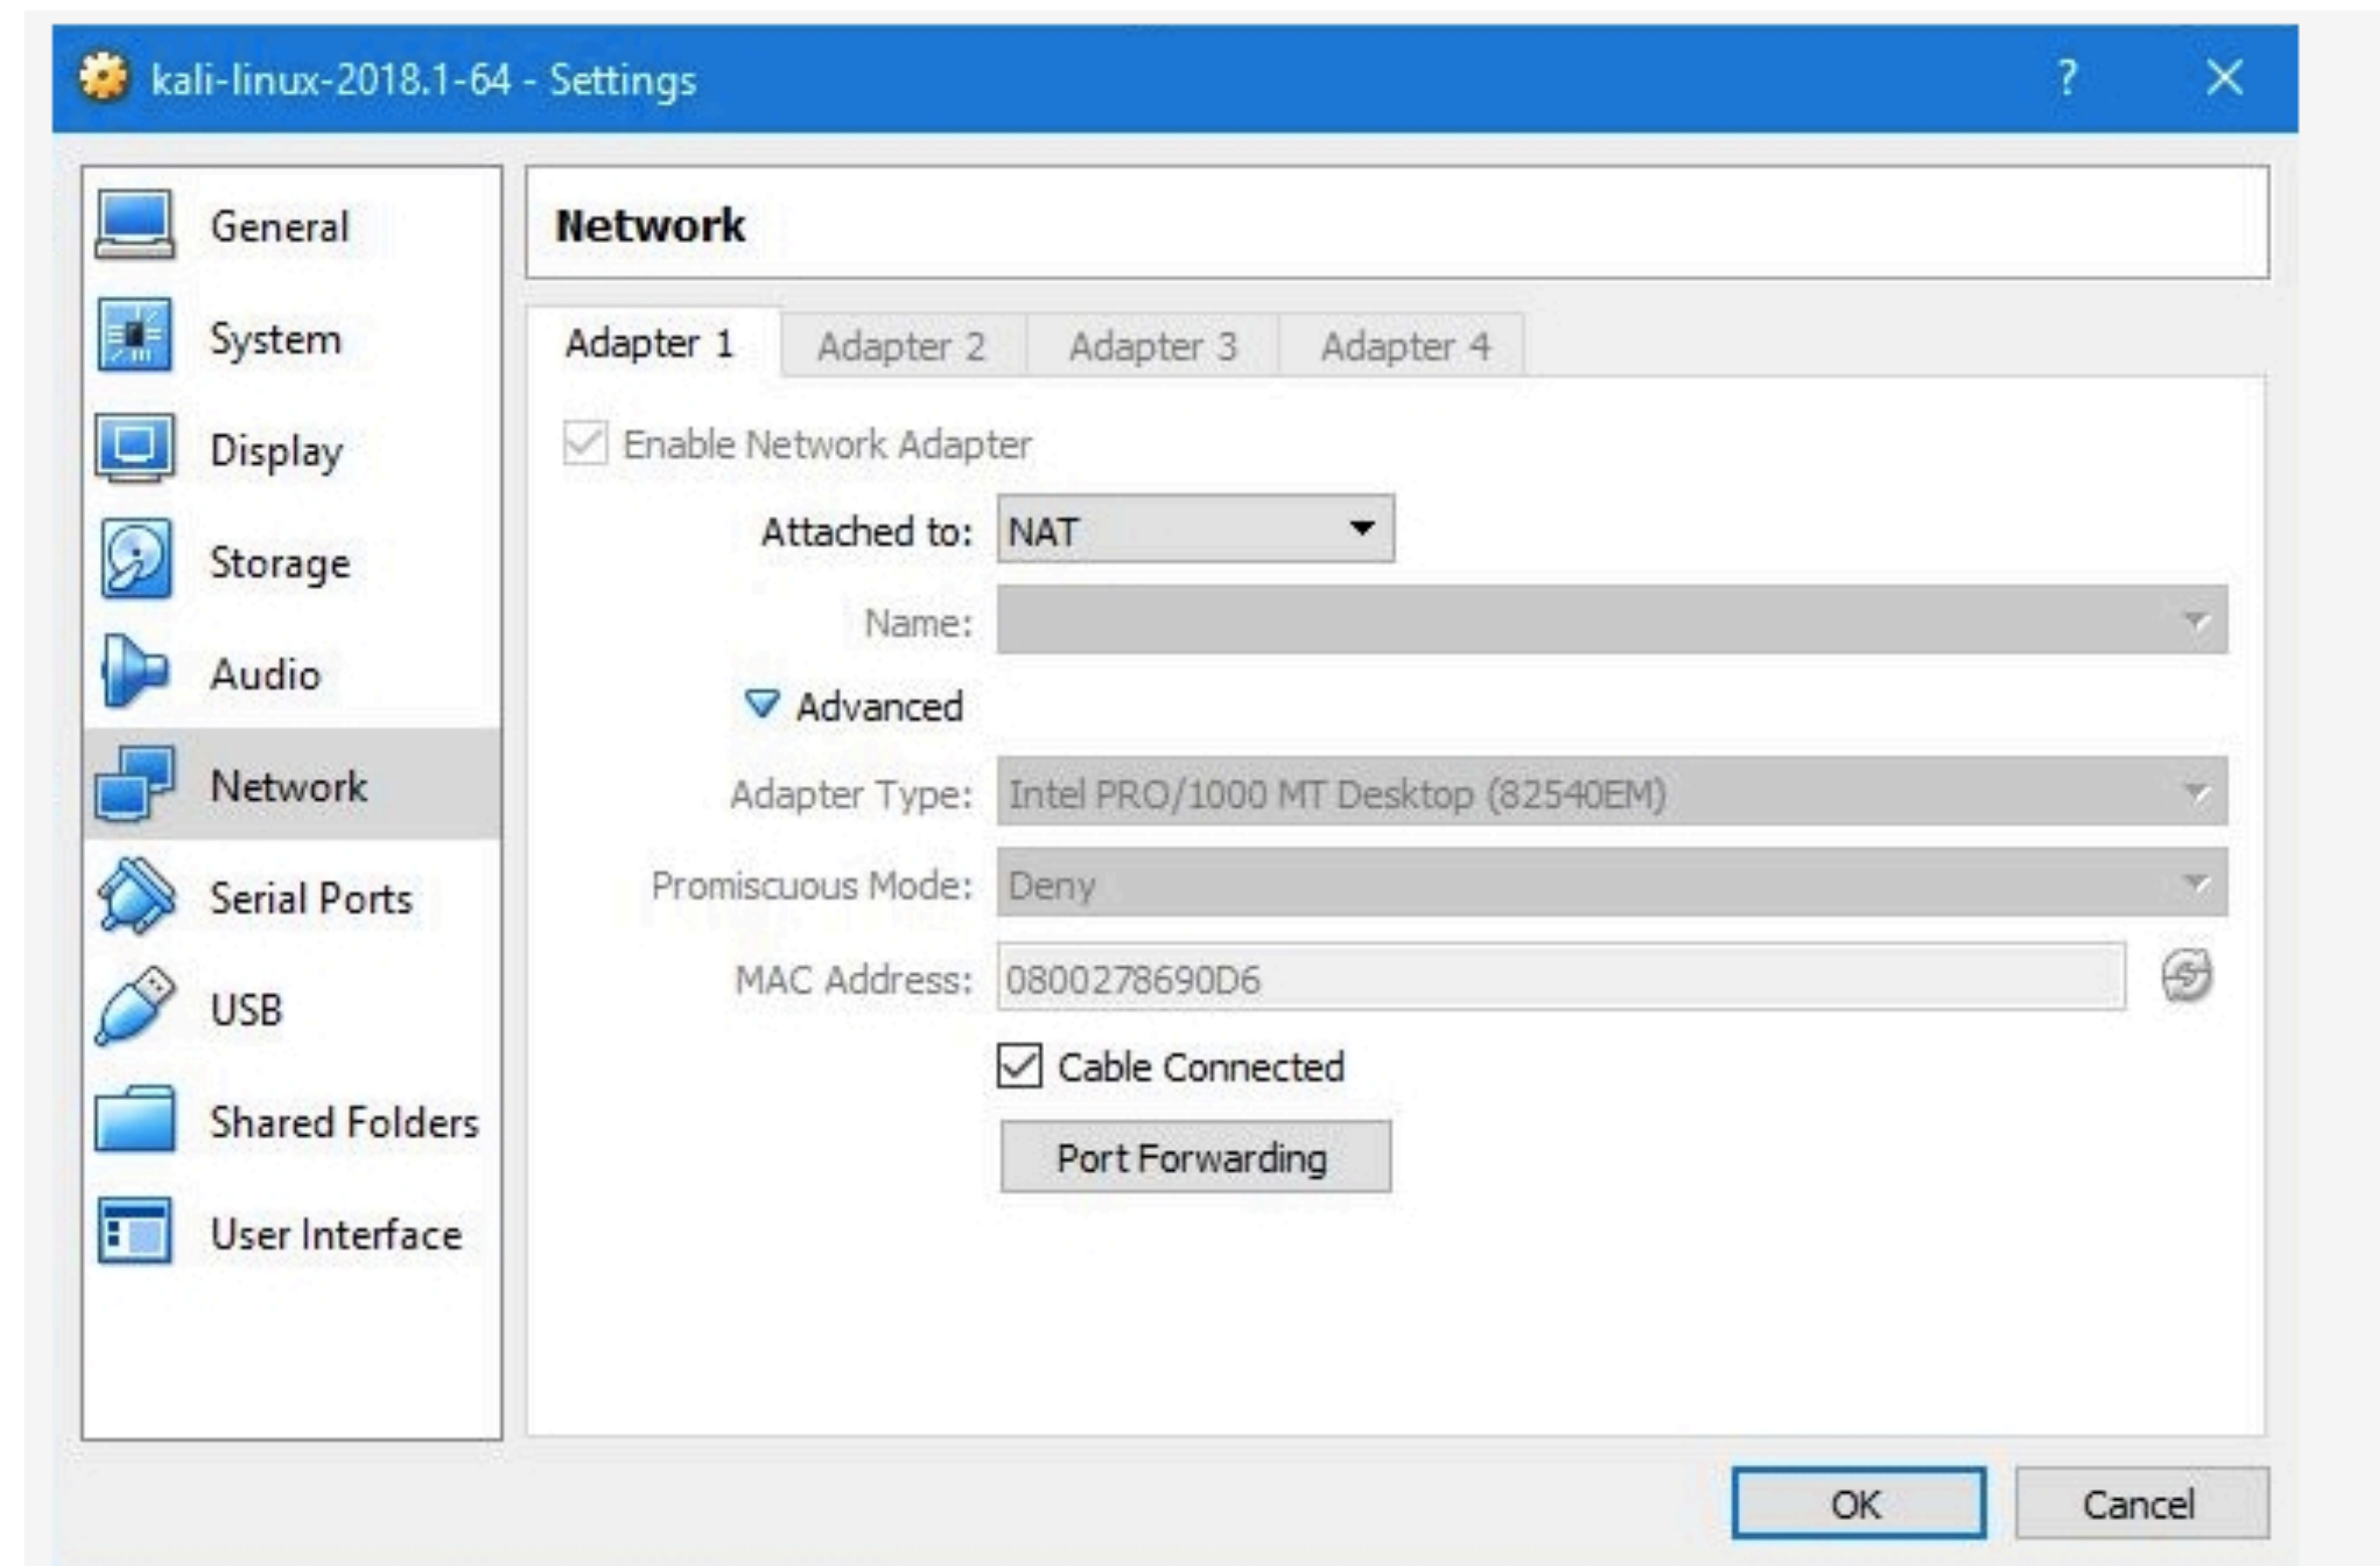 kali-linux-2018.1-64 - Settings
?
General
System
Display
Storage
Audio
Network
Serial Ports
USB
Shared Folders
User Interface
Network
Adapter 1
Adapter 2
Adapter 3
Adapter 4
Enable Network Adapter
Attached to: NAT
Name:
Advanced
Adapter Type: Intel PRO/1000 MT Desktop (82540EM)
Promiscuous Mode: Deny
MAC Address: 0800278690D6
Cable Connected
Port Forwarding
OK
Cancel